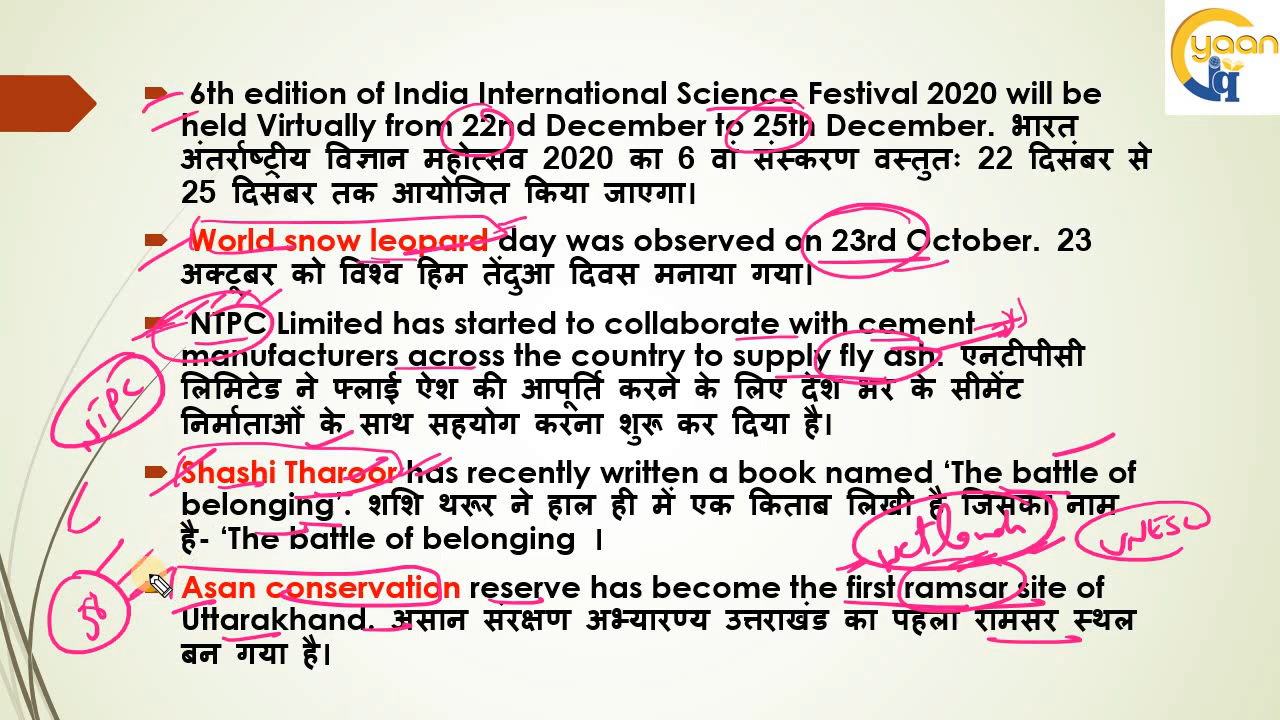 yaan
iq
6th edition of India International Science Festival 2020 will be
held Virtually from 22nd December to 25th December. भारत
अंतर्राष्ट्रीय विज्ञान महोत्सव 2020 का 6 वां संस्करण वस्तुतः 22 दिसंबर से
25 दिसंबर तक आयोजित किया जाएगा।
World snow leopard day was observed on 23rd October. 23
अक्टूबर को विश्व हिम तेंदुआ दिवस मनाया गया।
NTPC Limited has started to collaborate with cement
manufacturers across the country to supply fly ash. एनटीपीसी
लिमिटेड ने फ्लाई ऐश की आपूर्ति करने के लिए देश भर के सीमेंट
निर्माताओं के साथ सहयोग करना शुरू कर दिया है।
NTPC
Shashi Tharoor has recently written a book named ‘The battle of
belonging’. शशि थरूर ने हाल ही में एक किताब लिखी है जिसका नाम
है- ‘The battle of belonging ।
wetlands UNESCO
Asan conservation reserve has become the first ramsar site of
Uttarakhand. असान संरक्षण अभ्यारण्य उत्तराखंड का पहला रामसर स्थल
बन गया है।